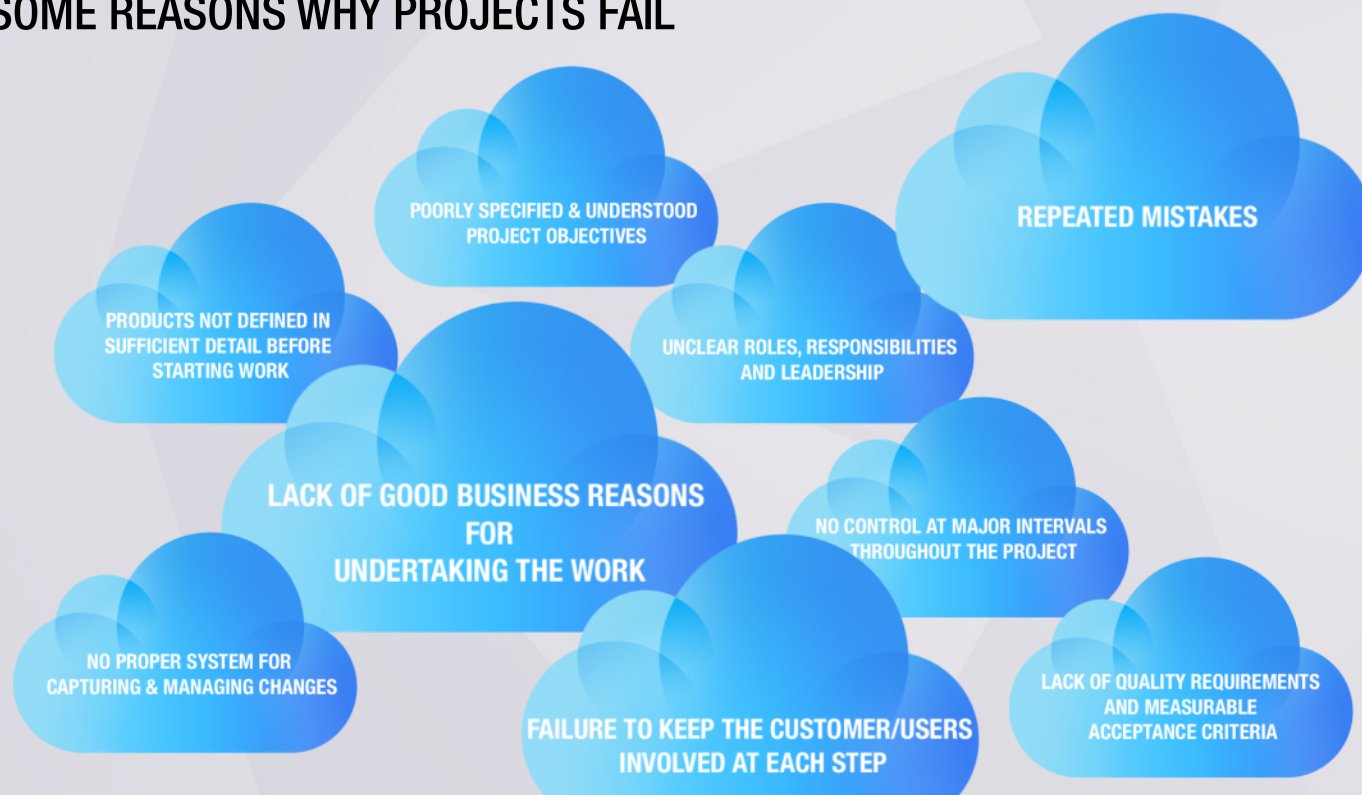 SOME REASONS WHY PROJECTS FAIL
POORLY SPECIFIED & UNDERSTOOD
PROJECT OBJECTIVES
REPEATED MISTAKES
PRODUCTS NOT DEFINED IN
SUFFICIENT DETAIL BEFORE
STARTING WORK
UNCLEAR ROLES, RESPONSIBILITIES
AND LEADERSHIP
LACK OF GOOD BUSINESS REASONS
FOR
UNDERTAKING THE WORK
NO CONTROL AT MAJOR INTERVALS
THROUGHOUT THE PROJECT
NO PROPER SYSTEM FOR
CAPTURING & MANAGING CHANGES
FAILURE TO KEEP THE CUSTOMER/USERS
INVOLVED AT EACH STEP
LACK OF QUALITY REQUIREMENTS
AND MEASURABLE
ACCEPTANCE CRITERIA